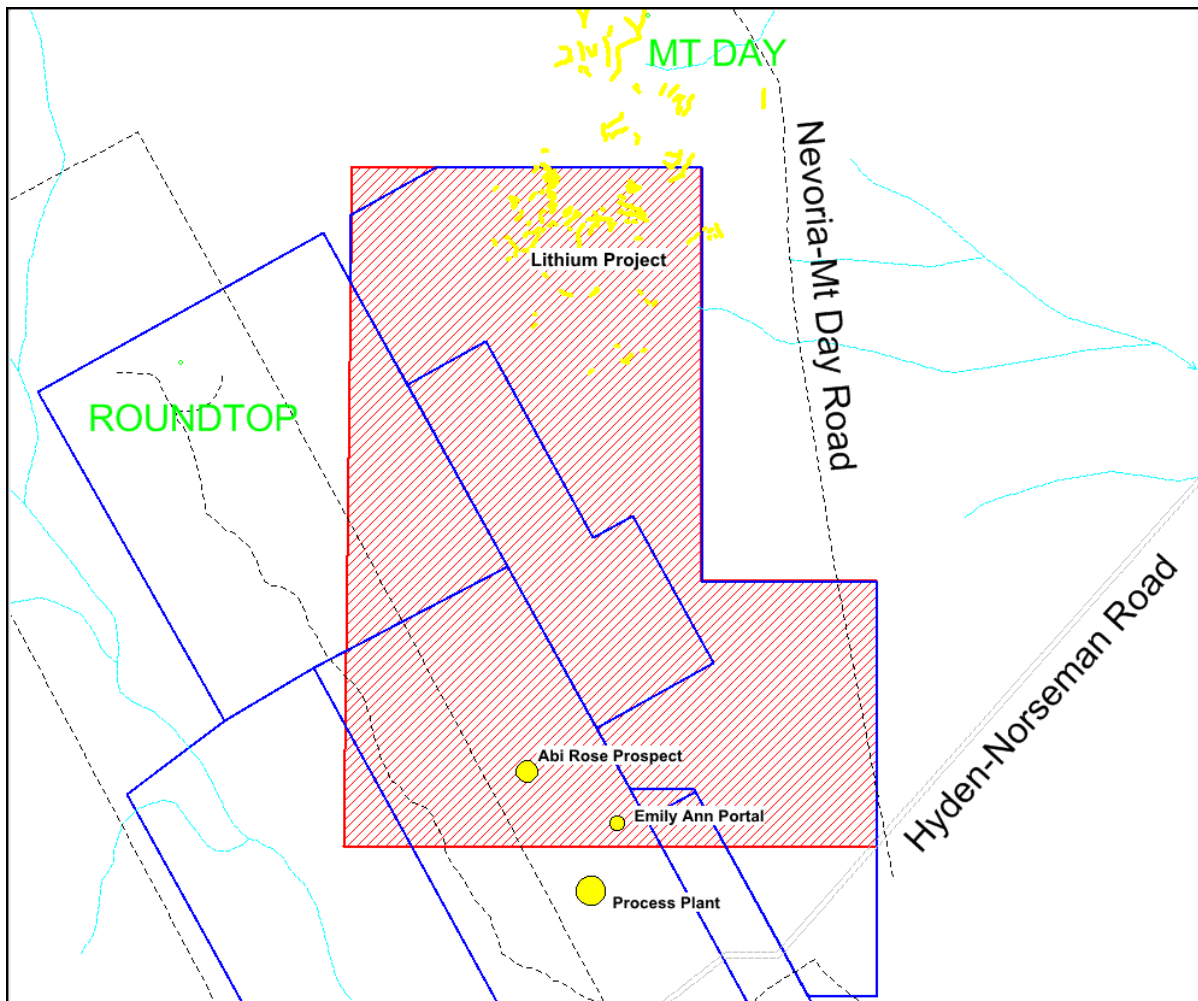 MT DAY
Nevoria-Mt Day Road
Lithium Project
ROUNDTOP
Hyden-Norseman Road
Abi Rose Prospect
Emily Ann Portal
Process Plant